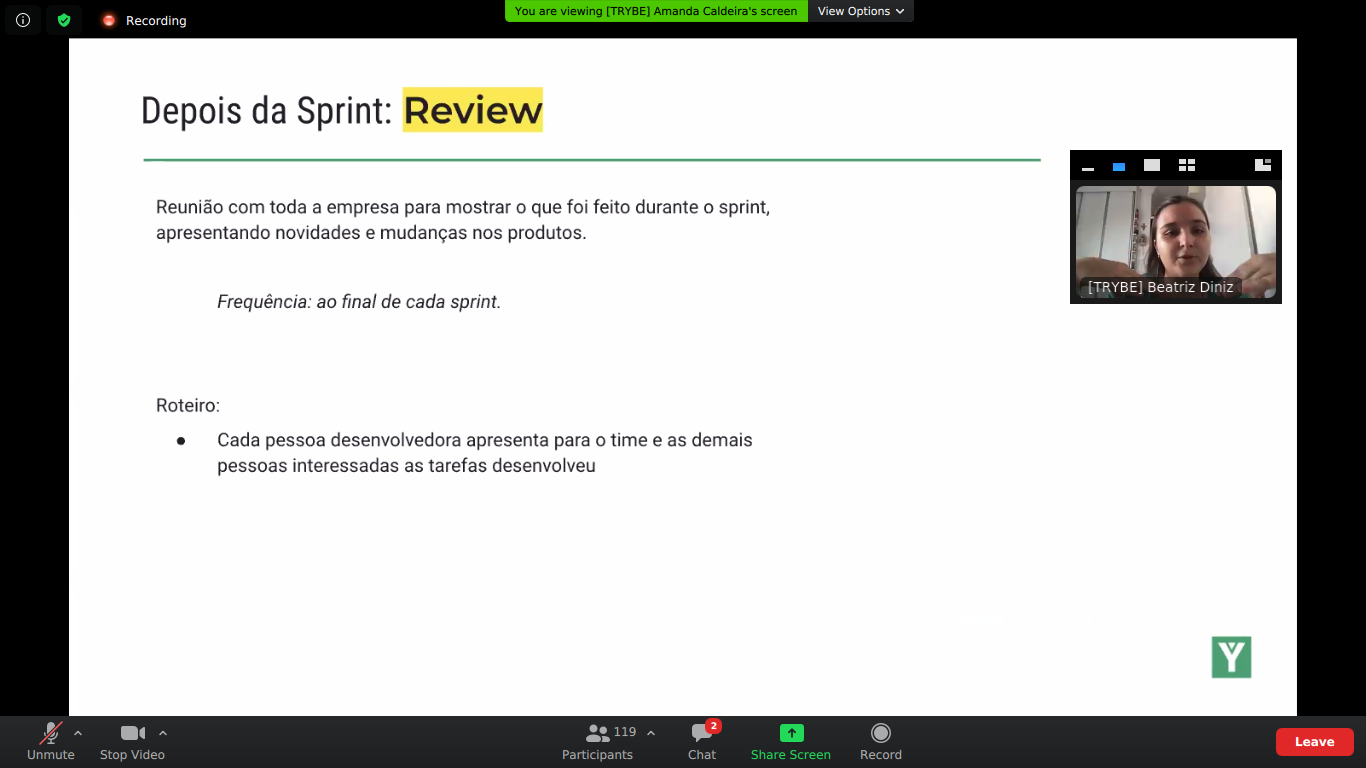 Recording
You are viewing [TRYBE] Amanda Caldeira's screen
View Options
Depois da Sprint: Review
Reunião com toda a empresa para mostrar o que foi feito durante o sprint,
apresentando novidades e mudanças nos produtos.
[TRYBE] Beatriz Diniz
Frequência: ao final de cada sprint.
Roteiro:
● Cada pessoa desenvolvedora apresenta para o time e as demais
pessoas interessadas as tarefas desenvolveu
Y
Unmute
Stop Video
119
Participants
2
Chat
Share Screen
Record
Leave